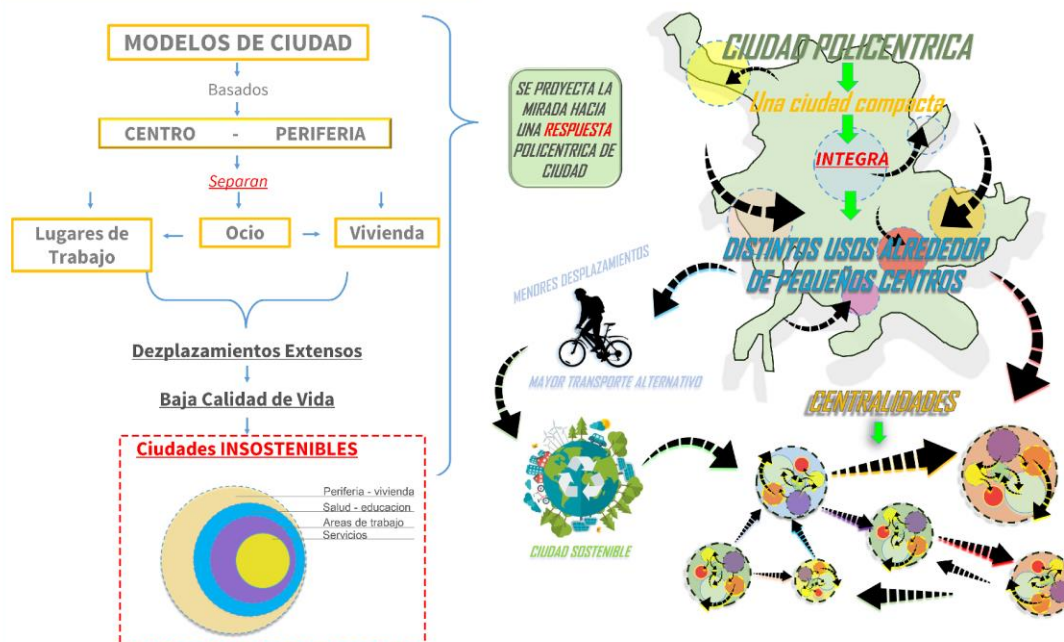 MODELOS DE CIUDAD
Basados
CENTRO - PERIFERIA
Separan
Lugares de
Trabajo
Ocio
Vivienda
Dezplazamientos Extensos
Baja Calidad de Vida
Ciudades INSOSTENIBLES
Periferia - vivienda
Salud - educacion
Areas de trabajo
Servicios
SE PROYECTA LA
MIRADA HACIA
UNA RESPUESTA
POLICENTRICA DE
CIUDAD
CIUDAD POLICENTRICA
Una ciudad compacta
INTEGRA
DISTINTOS USOS ALREDEDOR
DE PEQUEÑOS CENTROS
MENORES DESPLAZAMIENTOS
MAYOR TRANSPORTE ALTERNATIVO
CIUDAD SOSTENIBLE
CENTRALIDADES